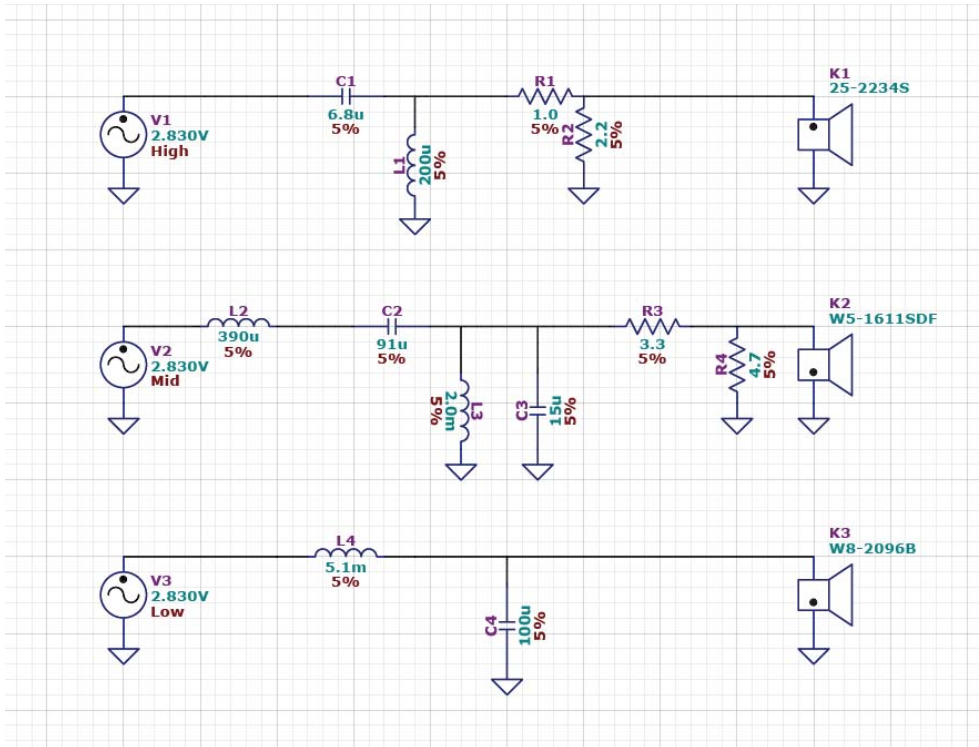 K1
25-2234S
C1
6.8u
5%
R1
1.0
5%
R2
2.2
5%
V1
2.830V
High
L1
200u
5%
K2
W5-1611SDF
L2
390u
5%
C2
91u
5%
R3
3.3
5%
V2
2.830V
Mid
R4
4.7
5%
L3
2.0m
5%
C3
15u
5%
K3
W8-2096B
L4
5.1m
5%
V3
2.830V
Low
C4
100u
5%